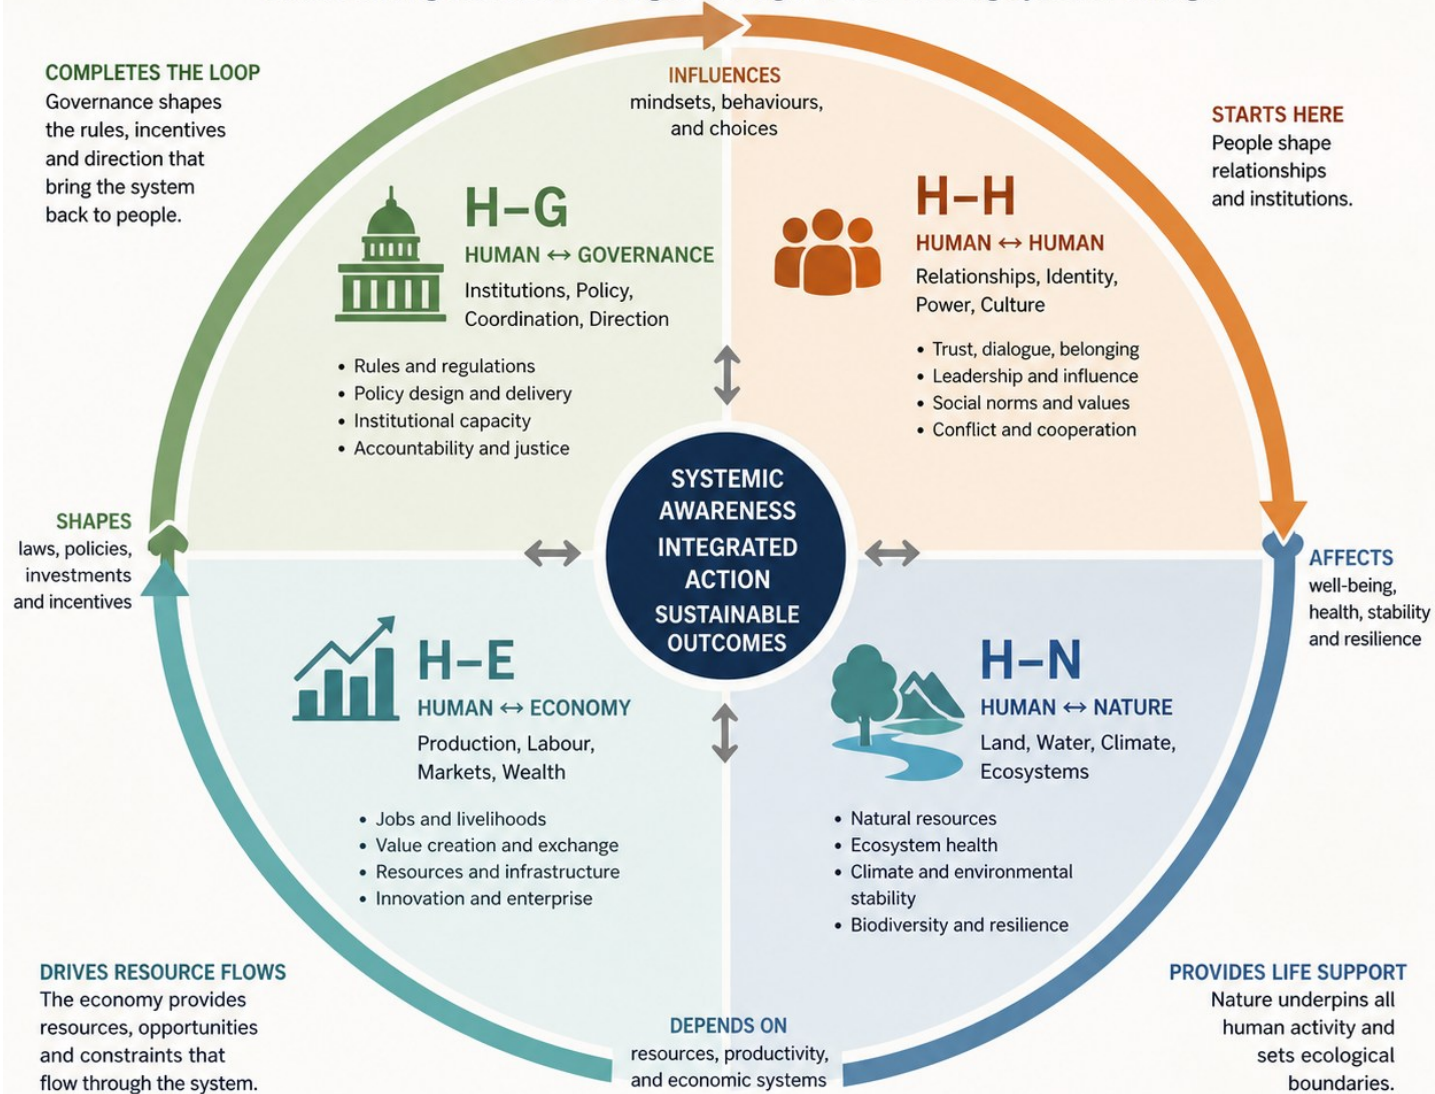 COMPLETES THE LOOP
Governance shapes
the rules, incentives
and direction that
bring the system
back to people.
INFLUENCES
mindsets, behaviours,
and choices
STARTS HERE
People shape
relationships
and institutions.
H–G
HUMAN ↔ GOVERNANCE
Institutions, Policy,
Coordination, Direction
• Rules and regulations
• Policy design and delivery
• Institutional capacity
• Accountability and justice
H–H
HUMAN ↔ HUMAN
Relationships, Identity,
Power, Culture
• Trust, dialogue, belonging
• Leadership and influence
• Social norms and values
• Conflict and cooperation
SHAPES
laws, policies,
investments
and incentives
SYSTEMIC
AWARENESS
INTEGRATED
ACTION
SUSTAINABLE
OUTCOMES
AFFECTS
well-being,
health, stability
and resilience
H–E
HUMAN ↔ ECONOMY
Production, Labour,
Markets, Wealth
• Jobs and livelihoods
• Value creation and exchange
• Resources and infrastructure
• Innovation and enterprise
H–N
HUMAN ↔ NATURE
Land, Water, Climate,
Ecosystems
• Natural resources
• Ecosystem health
• Climate and environmental
stability
• Biodiversity and resilience
DRIVES RESOURCE FLOWS
The economy provides
resources, opportunities
and constraints that
flow through the system.
DEPENDS ON
resources, productivity,
and economic systems
PROVIDES LIFE SUPPORT
Nature underpins all
human activity and
sets ecological
boundaries.